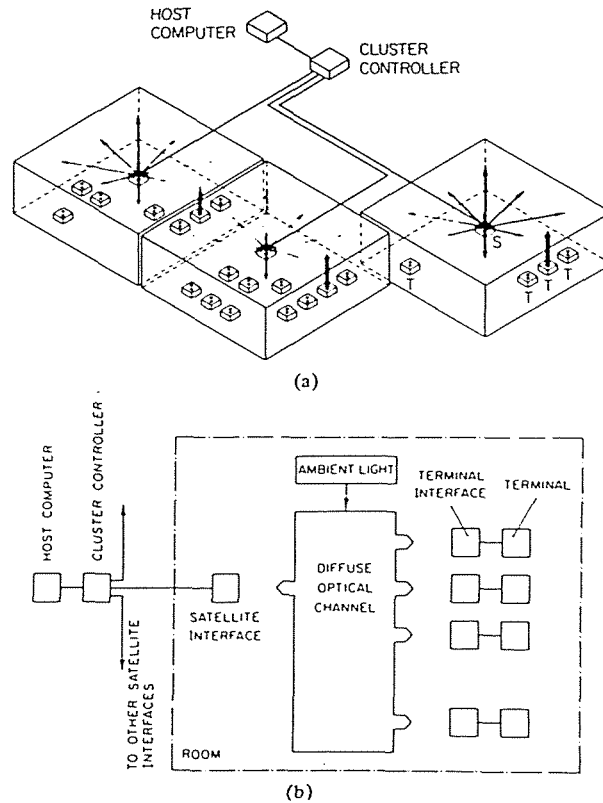 HOST
COMPUTER
CLUSTER
CONTROLLER
S
T
T
T
T
(a)
HOST COMPUTER
CLUSTER CONTROLLER
AMBIENT LIGHT
TERMINAL
INTERFACE
TERMINAL
DIFFUSE
OPTICAL
CHANNEL
SATELLITE
INTERFACE
TO OTHER SATELLITE
INTERFACES
ROOM
(b)